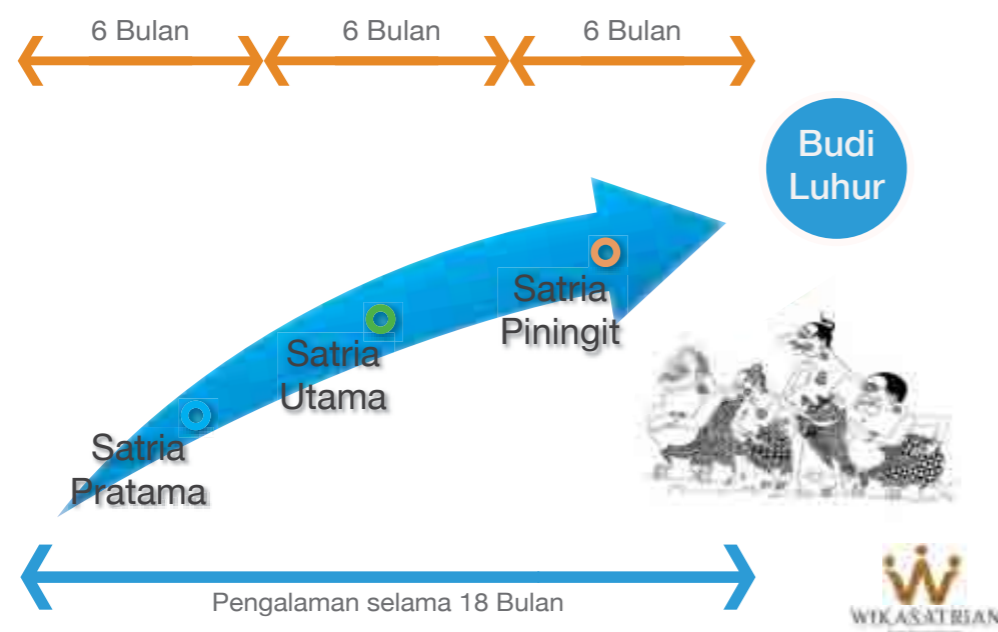 6 Bulan 6 Bulan 6 Bulan
Budi
Luhur
Satria
Piningit
Satria
Utama
Satria
Pratama
Pengalaman selama 18 Bulan
WIKASATRIAN